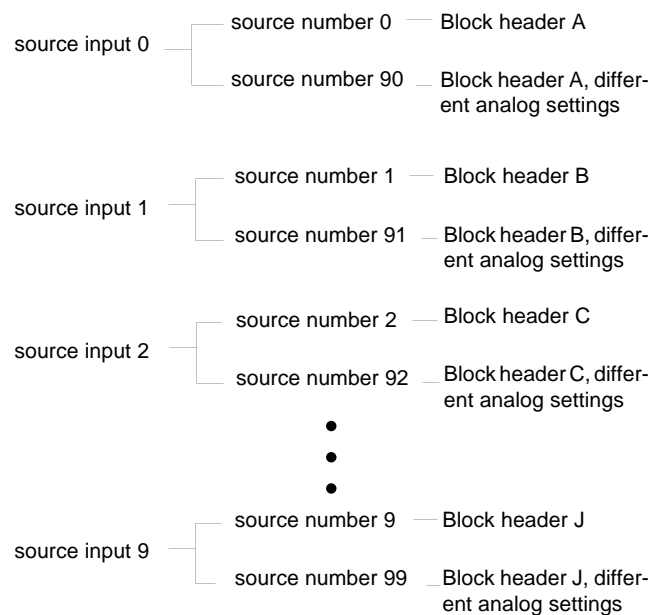 source input 0
source number 0
Block header A
source number 90
Block header A, differ-
ent analog settings
source input 1
source number 1
Block header B
source number 91
Block header B, differ-
ent analog settings
source input 2
source number 2
Block header C
source number 92
Block header C, differ-
ent analog settings
source input 9
source number 9
Block header J
source number 99
Block header J, different
ent analog settings